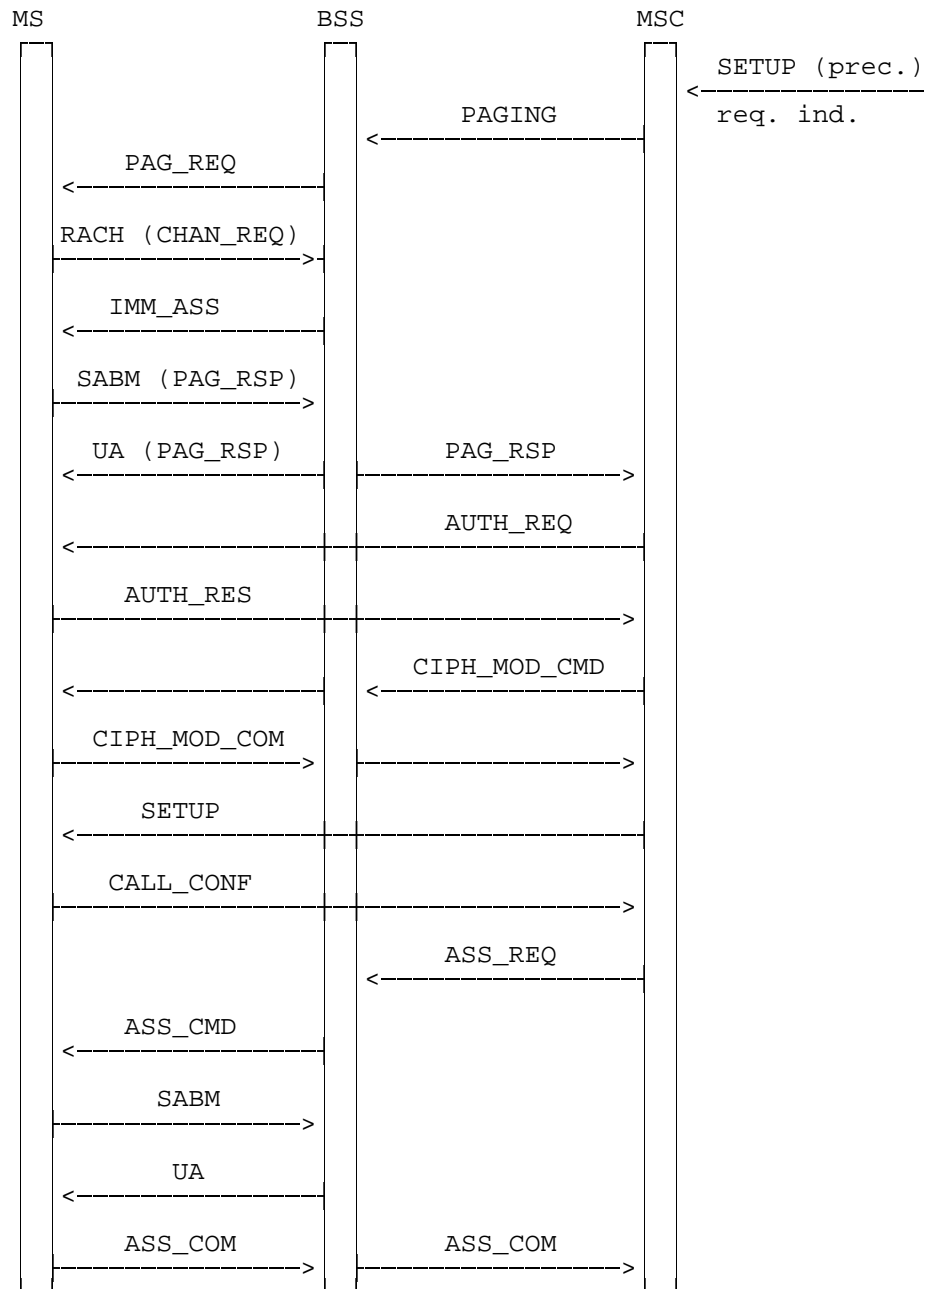 MS BSS MSC
SETUP (prec.)
PAGING
req. ind.
PAG_REQ
RACH (CHAN_REQ)
IMM_ASS
SABM (PAG_RSP)
UA (PAG_RSP) PAG_RSP
AUTH_REQ
AUTH_RES
CIPH_MOD_CMD
CIPH_MOD_COM
SETUP
CALL_CONF
ASS_REQ
ASS_CMD
SABM
UA
ASS_COM ASS_COM